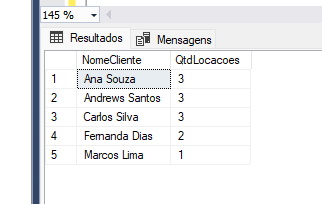 145 %
Resultados Mensagens
NomeCliente QtdLocacoes
1 Ana Souza 3
2 Andrews Santos 3
3 Carlos Silva 3
4 Fernanda Dias 2
5 Marcos Lima 1